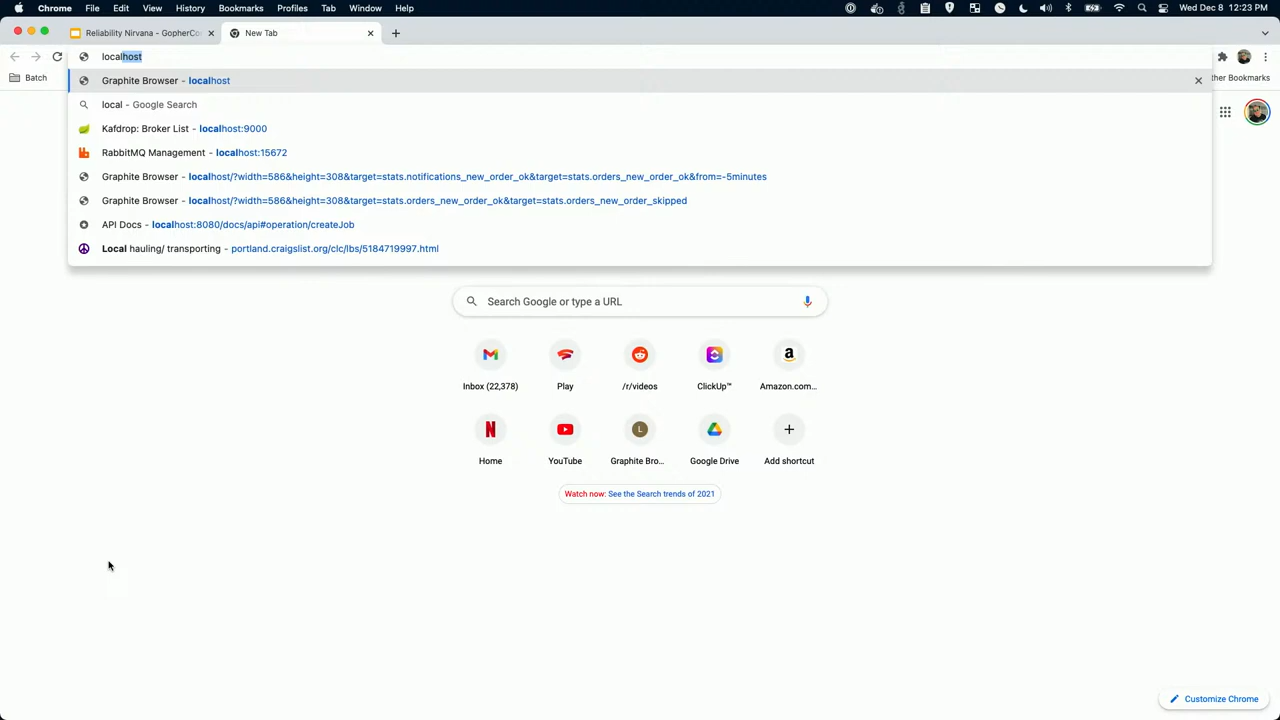 Chrome File Edit View History Bookmarks Profiles Tab Window Help Wed Dec 8 12:23 PM
Reliability Nirvana - GopherCo New Tab
localhost
Batch ther Bookmarks
Graphite Browser - localhost
local - Google Search
Kafdrop: Broker List - localhost:9000
RabbitMQ Management - localhost:15672
Graphite Browser - localhost/?width=586&height=308&target=stats.notifications_new_order_ok&target=stats.orders_new_order_ok&from=-5minutes
Graphite Browser - localhost/?width=586&height=308&target=stats.orders_new_order_ok&target=stats.orders_new_order_skipped
API Docs - localhost:8080/docs/api#operation/createJob
Local hauling/ transporting - portland.craigslist.org/clc/lbs/5184719997.html
Search Google or type a URL
Inbox (22,378) Play /r/videos ClickUp™ Amazon.com...
L
Home YouTube Graphite Bro... Google Drive Add shortcut
Watch now: See the Search trends of 2021
Customize Chrome